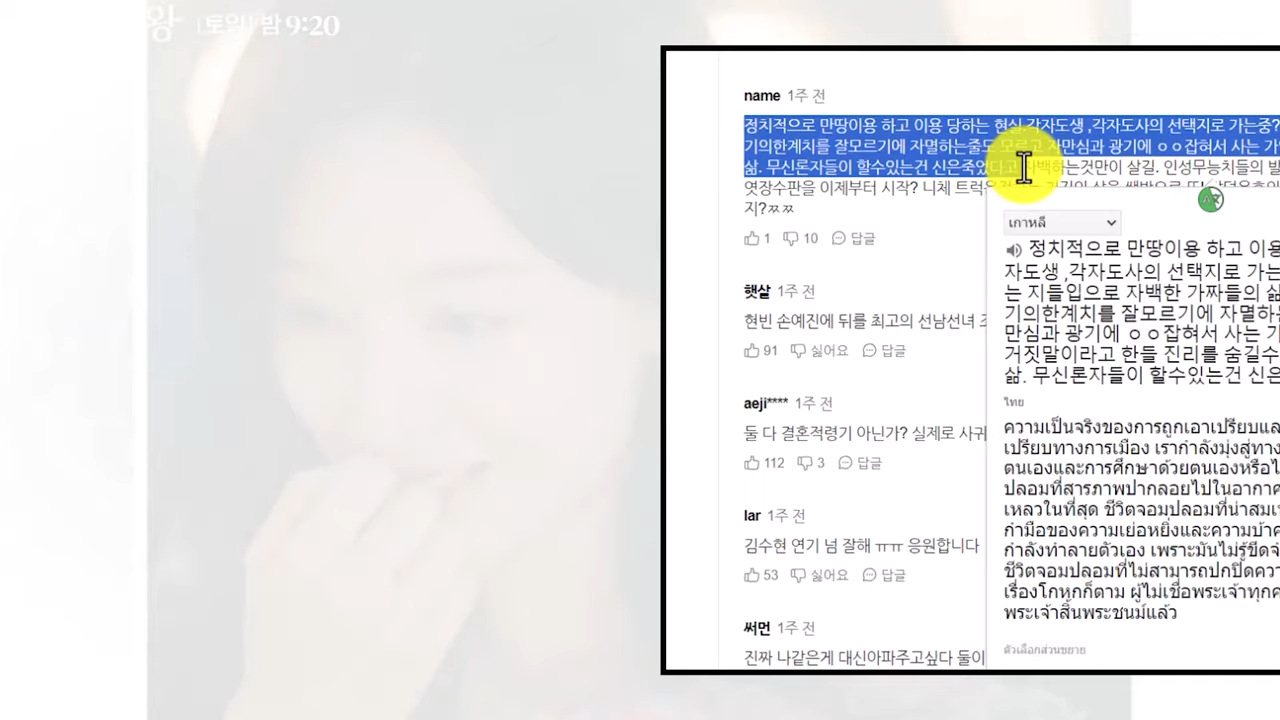 왕 [토일] 밤 9:20
name 1주 전
정치적으로 만땅이용 하고 이용 당하는 현실.각자도생 ,각자도사의 선택지로 가는중?
기의한계치를 잘모르기에 자멸하는줄도 모르고 자만심과 광기에 ㅇㅇ잡혀서 사는
삶. 무신론자들이 할수있는건 신은죽었다고 자백하는것만이 살길. 인성무능치들의
엿장수판을 이제부터 시작? 니체
지?ㅉㅉ
1 10 답글
햇살 1주 전
현빈 손예진에 뒤를 최고의 선남선녀
91 싫어요 답글
aeji**** 1주 전
둘 다 결혼적령기 아닌가? 실제로 사귀
112 3 답글
lar 1주 전
김수현 연기 넘 잘해 ㅠㅠ 응원합니다
53 싫어요 답글
써먼 1주 전
진짜 나같은게 대신아파주고싶다 둘이
เกาหลี
정치적으로 만땅이용 하고 이용
자도생 ,각자도사의 선택지로 가는
는 지들입으로 자백한 가짜들의 삶
기의한계치를 잘모르기에 자멸하
만심과 광기에 ㅇㅇ잡혀서 사는
거짓말이라고 한들 진리를 숨길수
삶. 무신론자들이 할수있는건 신은
ไทย
ความเป็นจริงของการถูกเอาเปรียบแล
เปรียบทางการเมือง เรากำลังมุ่งสู่ทาง
ตนเองและการศึกษาด้วยตนเองหรือไ
ปลอมที่สารภาพปากลอยไปในอากาศ
เหลวในที่สุด ชีวิตจอมปลอมที่น่าสมเ
กำมือของความเย่อหยิ่งและความบ้าค
กำลังทำลายตัวเอง เพราะมันไม่รู้ขีดจำ
ชีวิตจอมปลอมที่ไม่สามารถปกปิดควา
เรื่องโกหกก็ตาม ผู้ไม่เชื่อพระเจ้าทุกค
พระเจ้าสิ้นพระชนม์แล้ว
ตัวเลือกส่วนขยาย